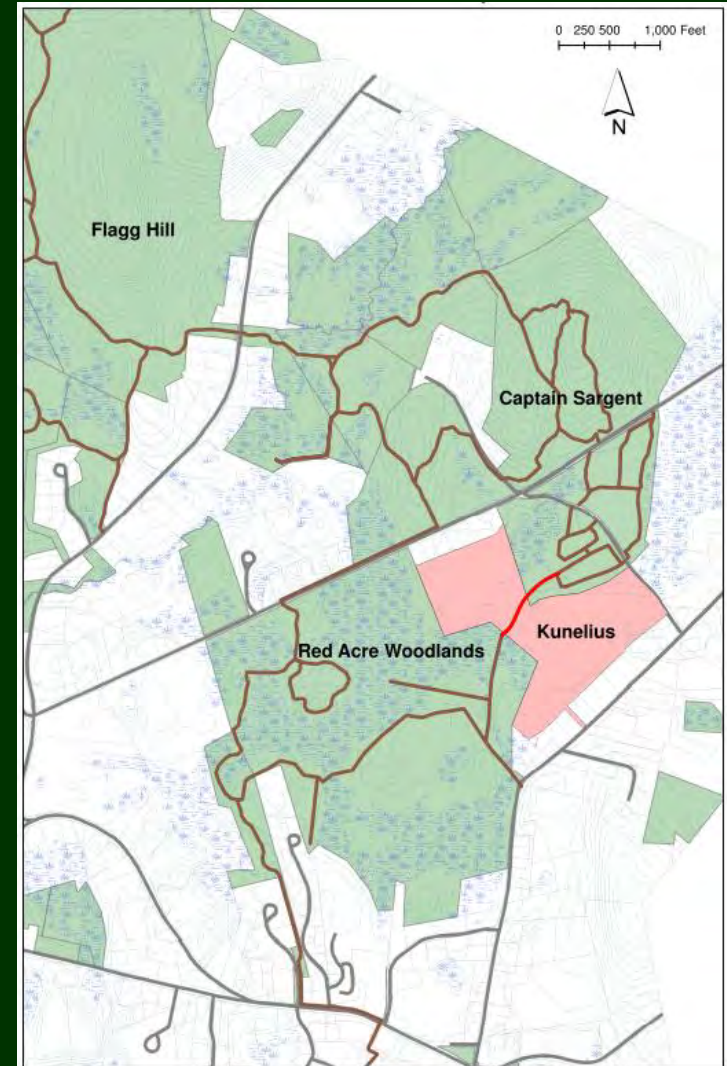 0 250 500 1,000 Feet
N
Flagg Hill
Captain Sargent
Kunelius
Red Acre Woodlands